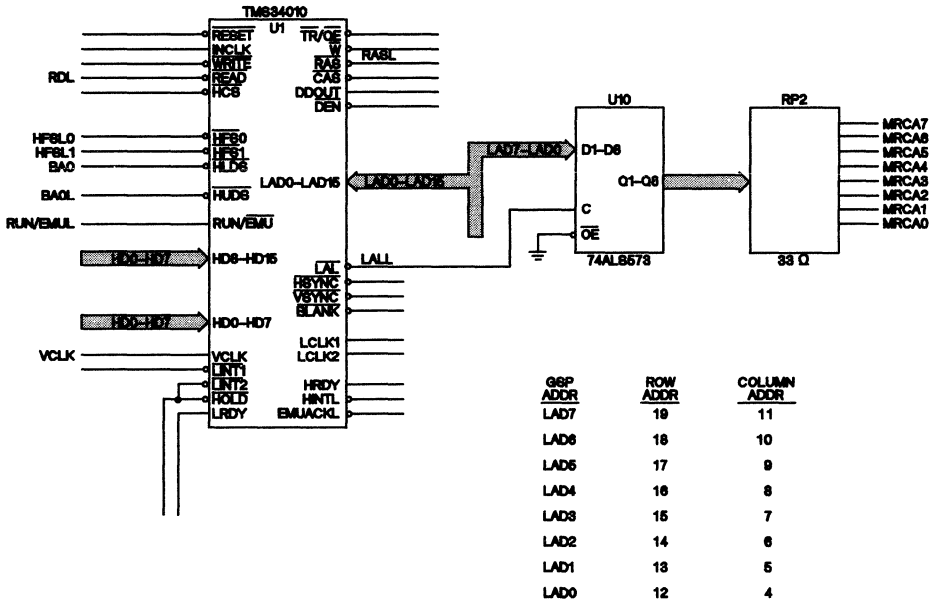 TMS34010
U1
RESET
INCLK
WRITE
RDL READ
HCS
HFSL0 HFS0
HFSL1 HFS1
BA0 HLDS
BA0L HUDS
RUN/EMUL RUN/EMU
HD0-HD7 HD8-HD15
HD0-HD7 HD0-HD7
VCLK VCLK
LINT1
LINT2
HOLD
LRDY
TR/QE
W
RAS RASL
CAS
DDOUT
DEN
LAD0-LAD15 LAD0-LAD15
LAL LALL
HSYNC
VSYNC
BLANK
LCLK1
LCLK2
HRDY
HINTL
EMUACKL
LAD7-LAD0
U10
D1-D8
Q1-Q8
C
OE
74ALS573
RP2
33 Ω
MRCA7
MRCA6
MRCA5
MRCA4
MRCA3
MRCA2
MRCA1
MRCA0
GSP ROW COLUMN
ADDR ADDR ADDR
LAD7 19 11
LAD6 18 10
LAD5 17 9
LAD4 16 8
LAD3 15 7
LAD2 14 6
LAD1 13 5
LAD0 12 4